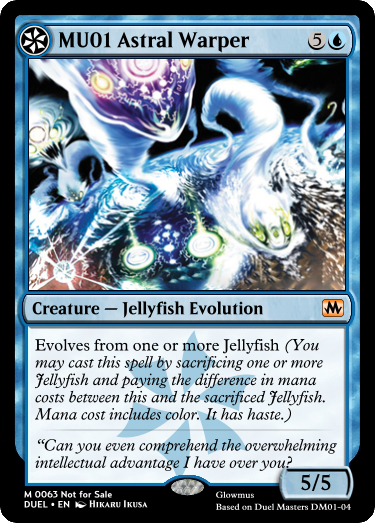 MU01 Astral Warper 5
Creature — Jellyfish Evolution M
Evolves from one or more Jellyfish (You
may cast this spell by sacrificing one or more
Jellyfish and paying the difference in mana
costs between this and the sacrificed Jellyfish.
Mana cost includes color. It has haste.)
“Can you even comprehend the overwhelming
intellectual advantage I have over you?
5/5
M 0063 Not for Sale
DUEL • EN Hikaru Ikusa
Glowmus
Based on Duel Masters DM01-04